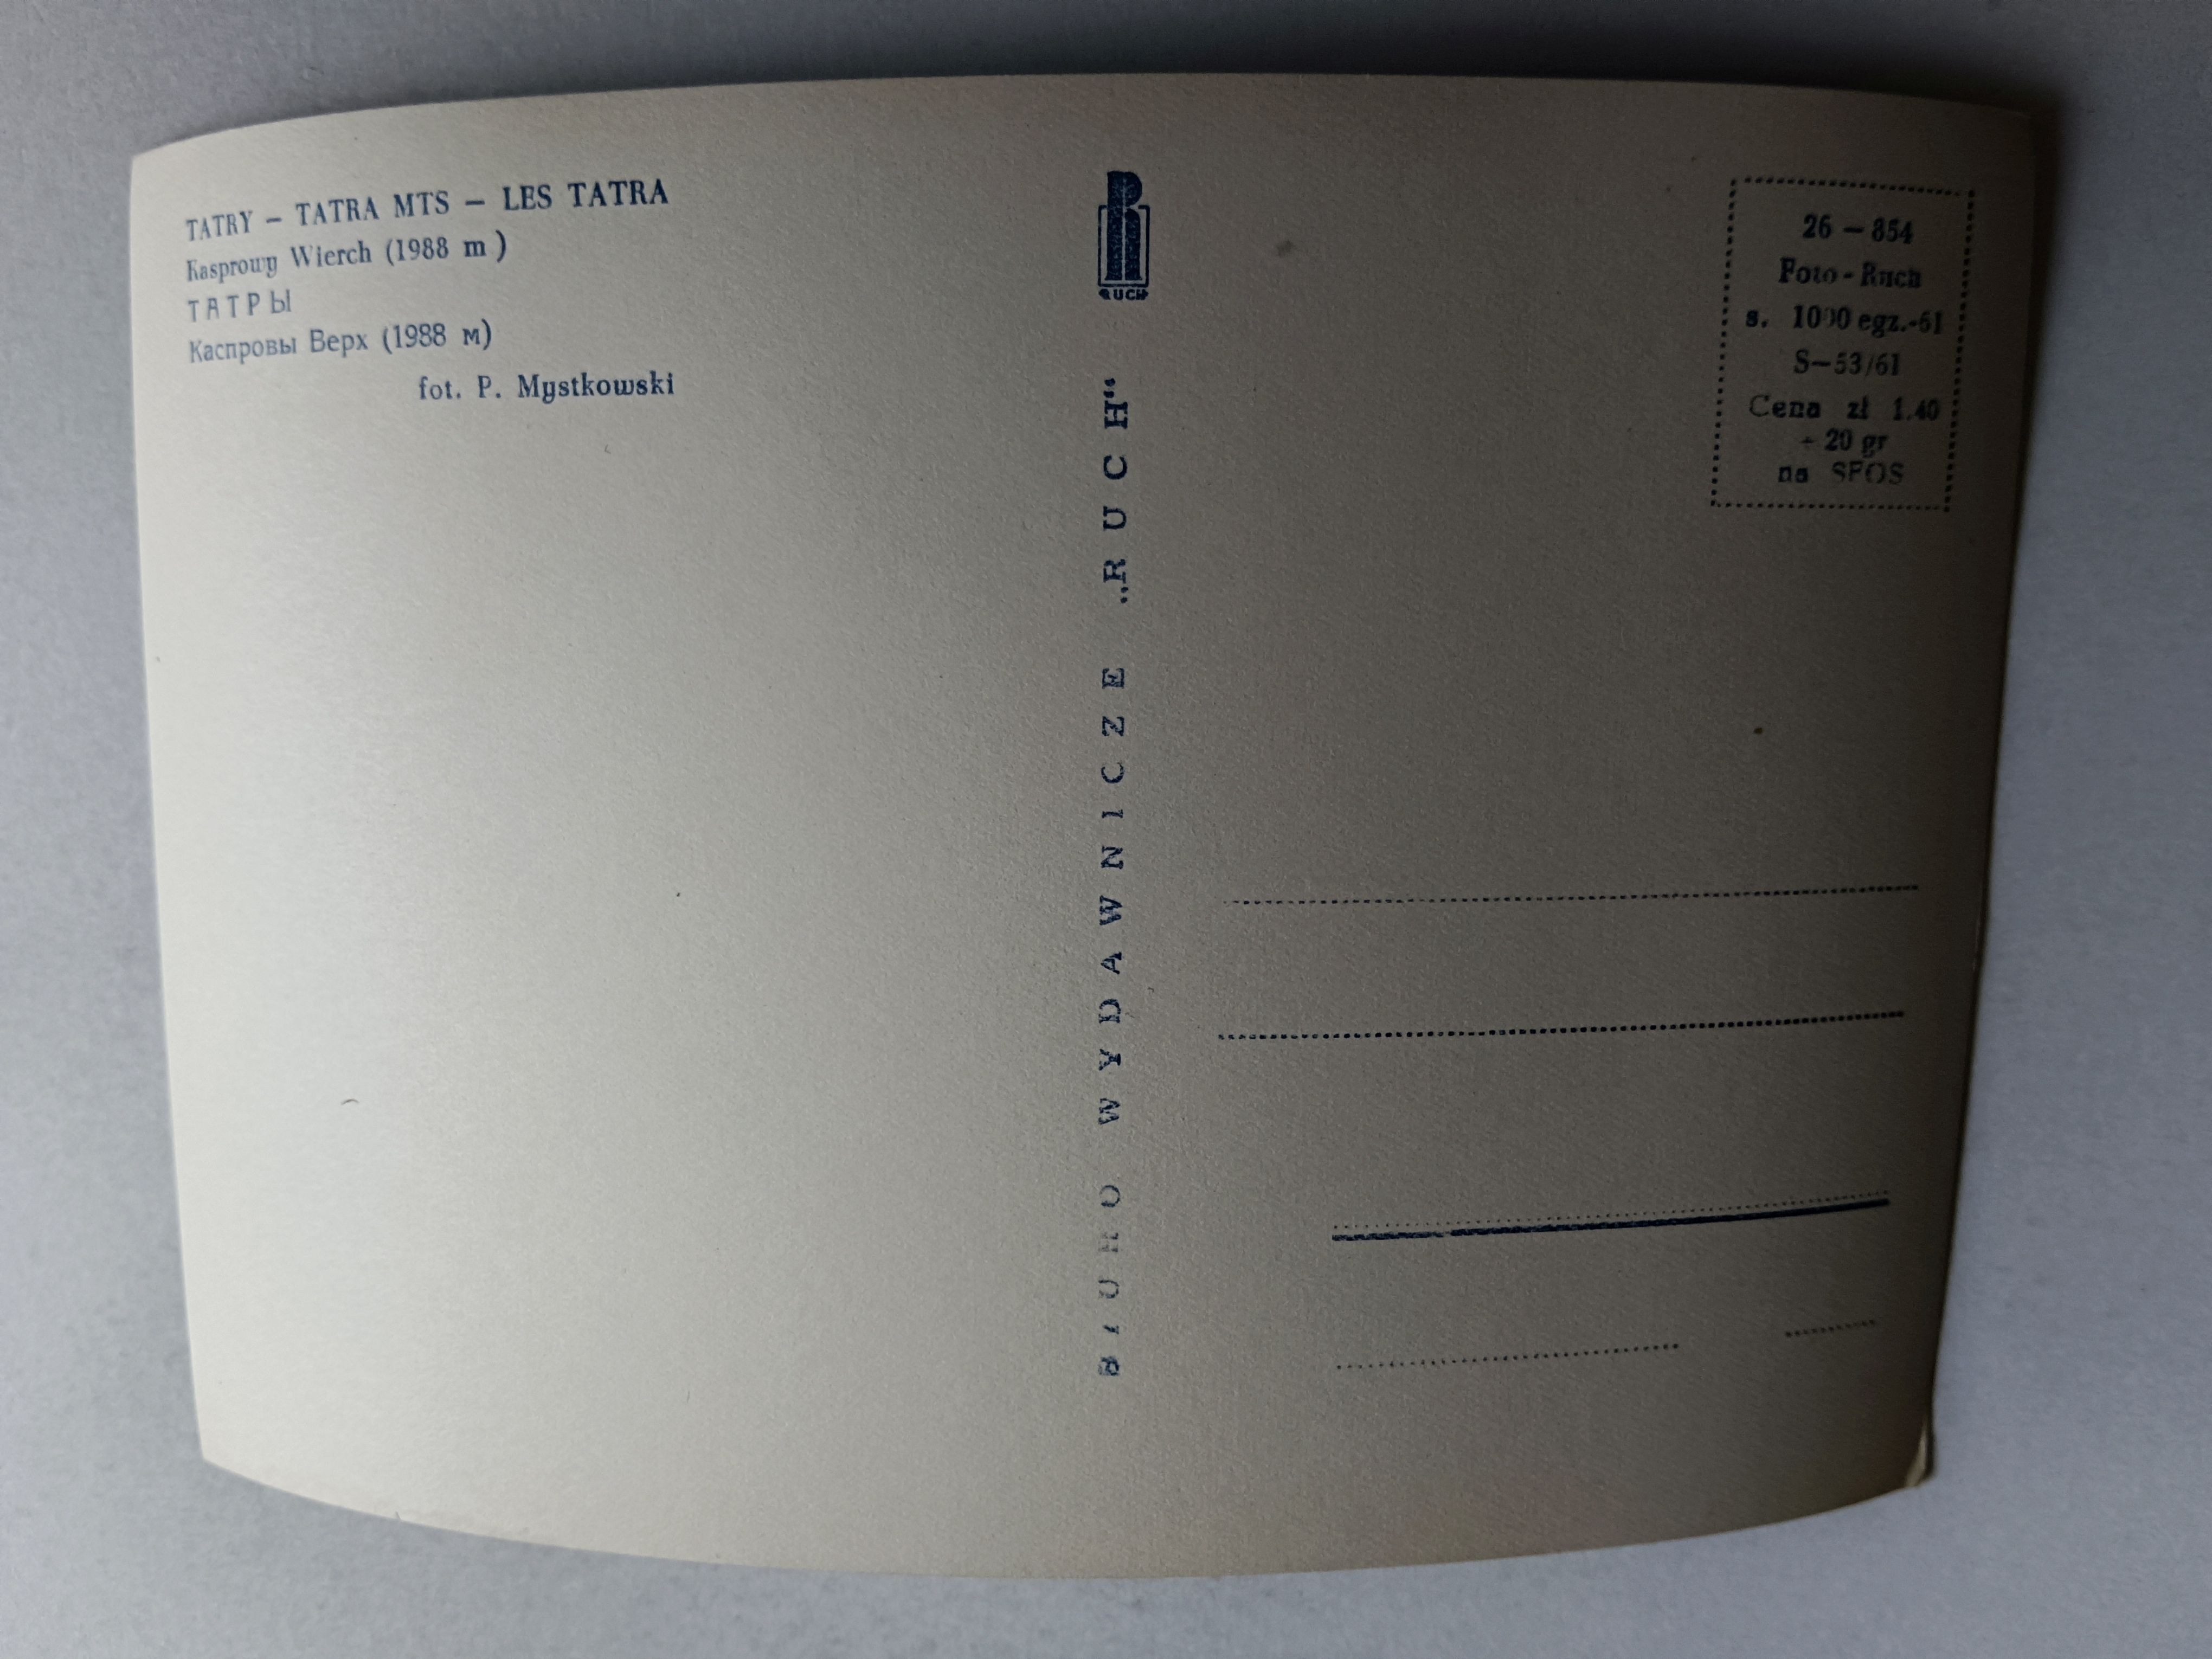 TATRY – TATRA MTS – LES TATRA
Kasprowy Wierch (1988 m )
ТАТРЫ
Каспровы Верх (1988 м)
fot. P. Mystkowski
RUCH
BIURO WYDAWNICZE „RUCH”
26 – 854
Foto - Ruch
s. 1000 egz.-61
S–53/61
Cena zł 1.40
+ 20 gr
na SFOS